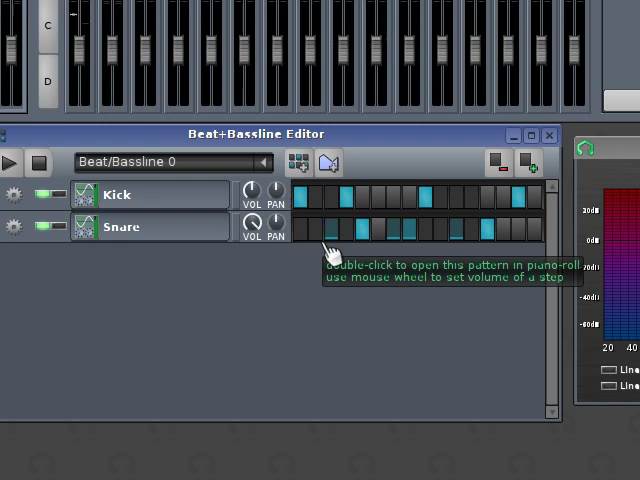 C
D
Beat+Bassline Editor
Beat/Bassline 0
Kick
VOL PAN
Snare
VOL PAN
double-click to open this pattern in piano-roll
use mouse wheel to set volume of a step
20dB
0dB
-20dB
-40dB
-60dB
20 40
Line
Line